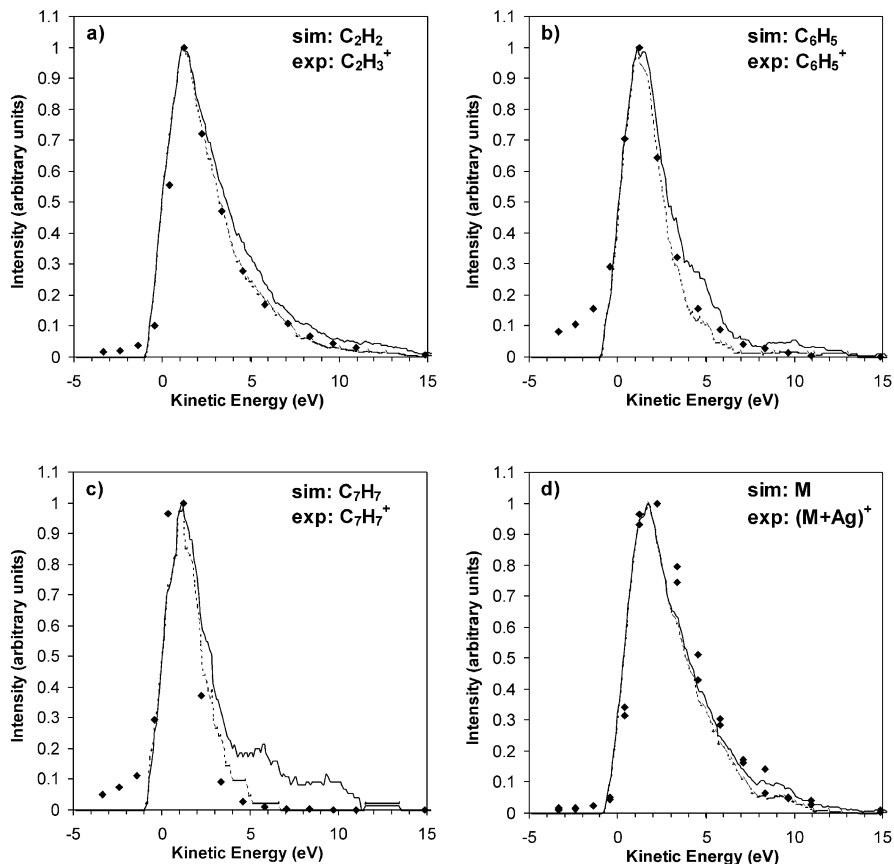 a)
sim: C₂H₂
exp: C₂H₃⁺
1.1
1
0.9
0.8
0.7
0.6
0.5
0.4
0.3
0.2
0.1
0
Intensity (arbitrary units)
-5 0 5 10 15
Kinetic Energy (eV)
b)
sim: C₆H₅
exp: C₆H₅⁺
1.1
1
0.9
0.8
0.7
0.6
0.5
0.4
0.3
0.2
0.1
0
Intensity (arbitrary units)
-5 0 5 10 15
Kinetic Energy (eV)
c)
sim: C₇H₇
exp: C₇H₇⁺
1.1
1
0.9
0.8
0.7
0.6
0.5
0.4
0.3
0.2
0.1
0
Intensity (arbitrary units)
-5 0 5 10 15
Kinetic Energy (eV)
d)
sim: M
exp: (M+Ag)⁺
1.1
1
0.9
0.8
0.7
0.6
0.5
0.4
0.3
0.2
0.1
0
Intensity (arbitrary units)
-5 0 5 10 15
Kinetic Energy (eV)